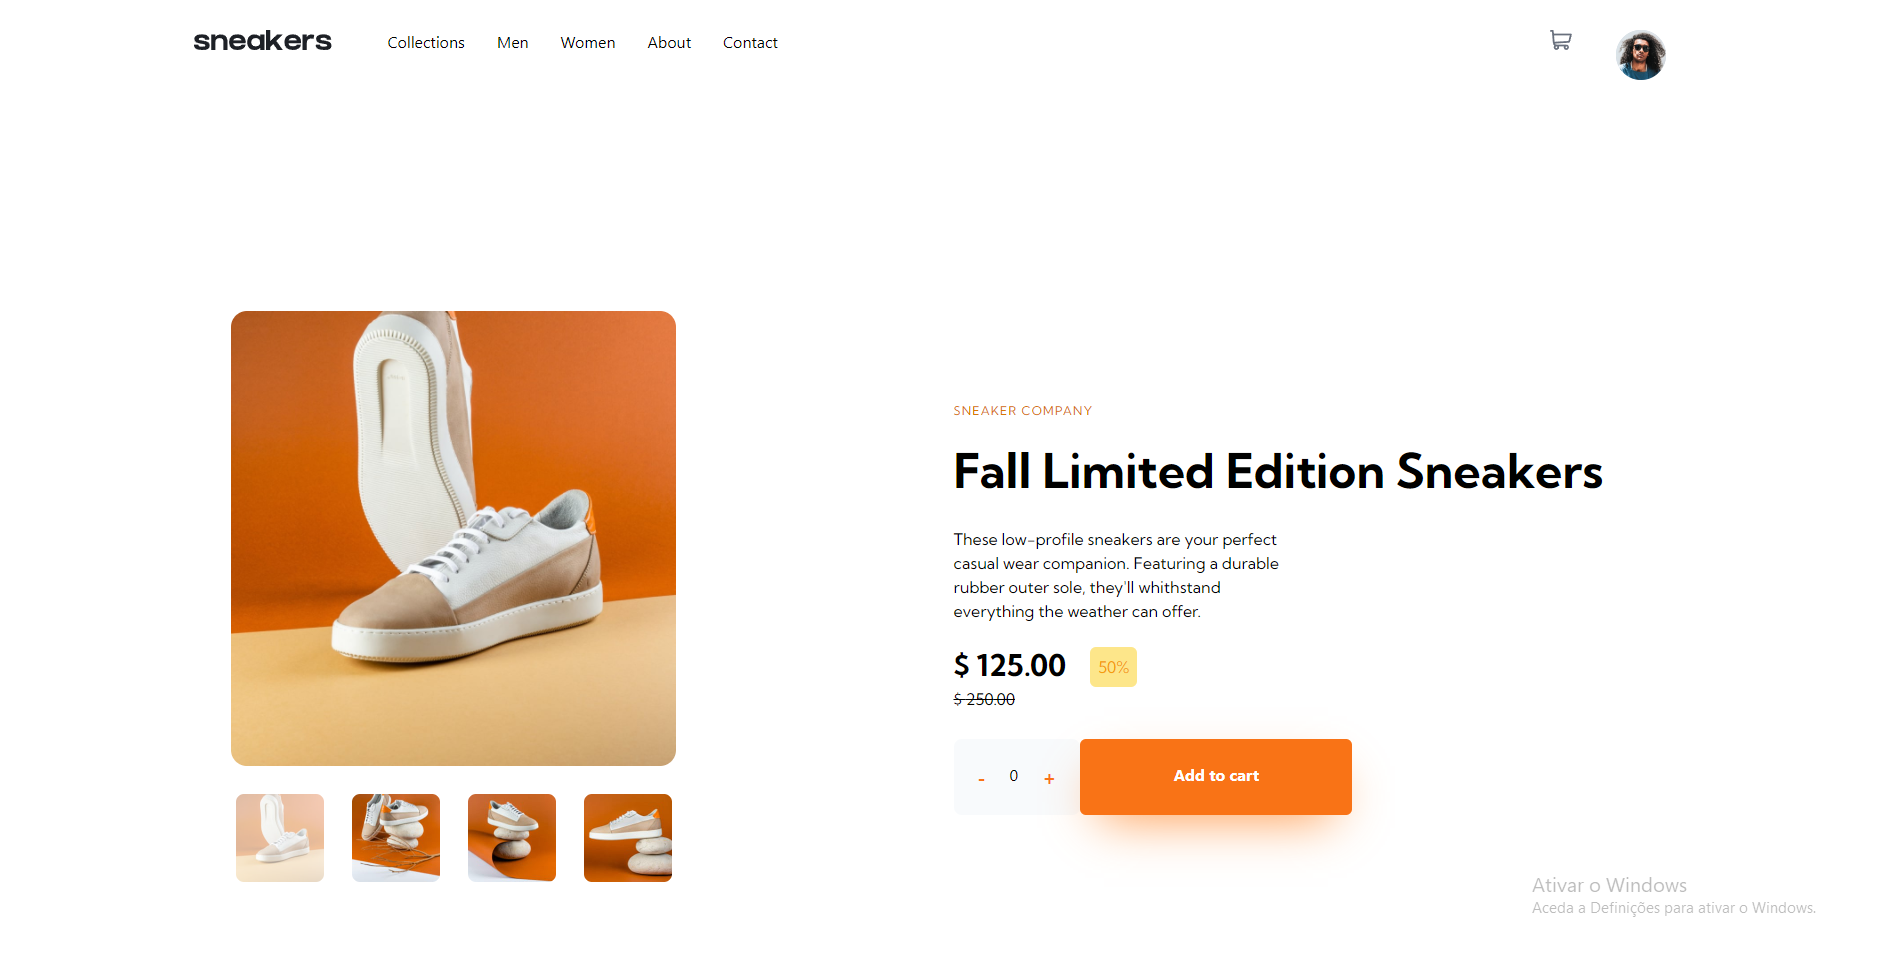 sneakers
Collections Men Women About Contact
SNEAKER COMPANY
Fall Limited Edition Sneakers
These low-profile sneakers are your perfect
casual wear companion. Featuring a durable
rubber outer sole, they'll whithstand
everything the weather can offer.
$ 125.00 50%
$ 250.00
- 0 + Add to cart
Ativar o Windows
Aceda a Definições para ativar o Windows.